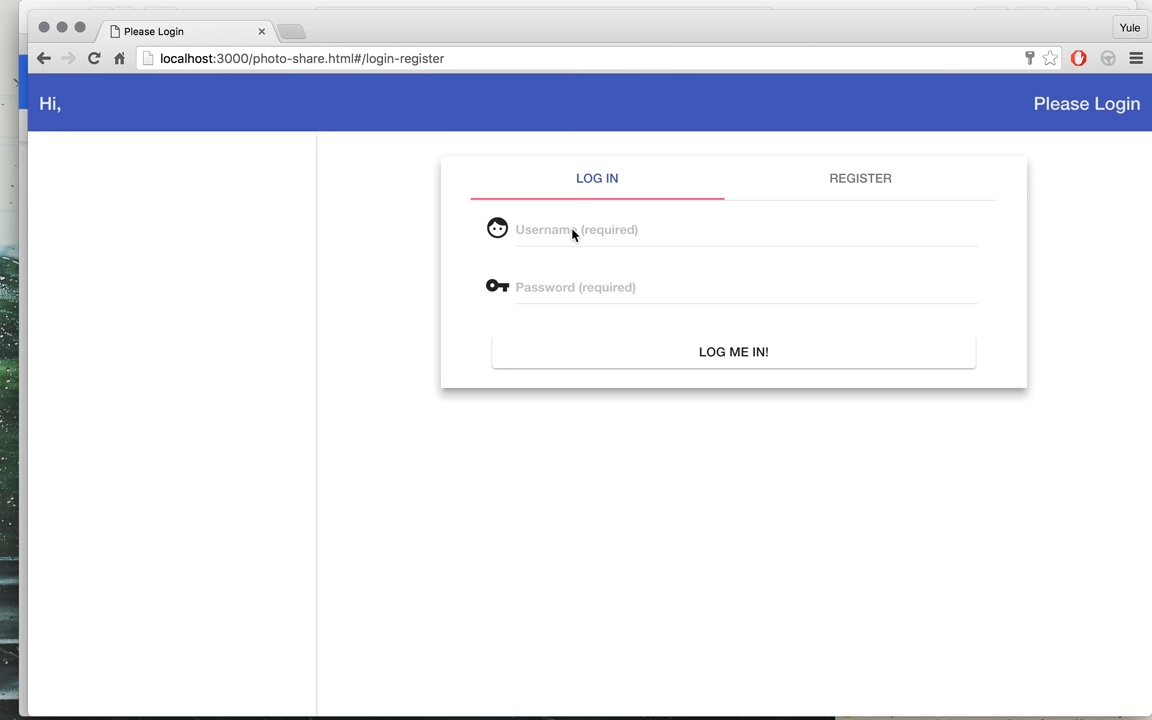 Please Login
Yule
localhost:3000/photo-share.html#/login-register
Hi,
Please Login
LOG IN
REGISTER
Username (required)
Password (required)
LOG ME IN!